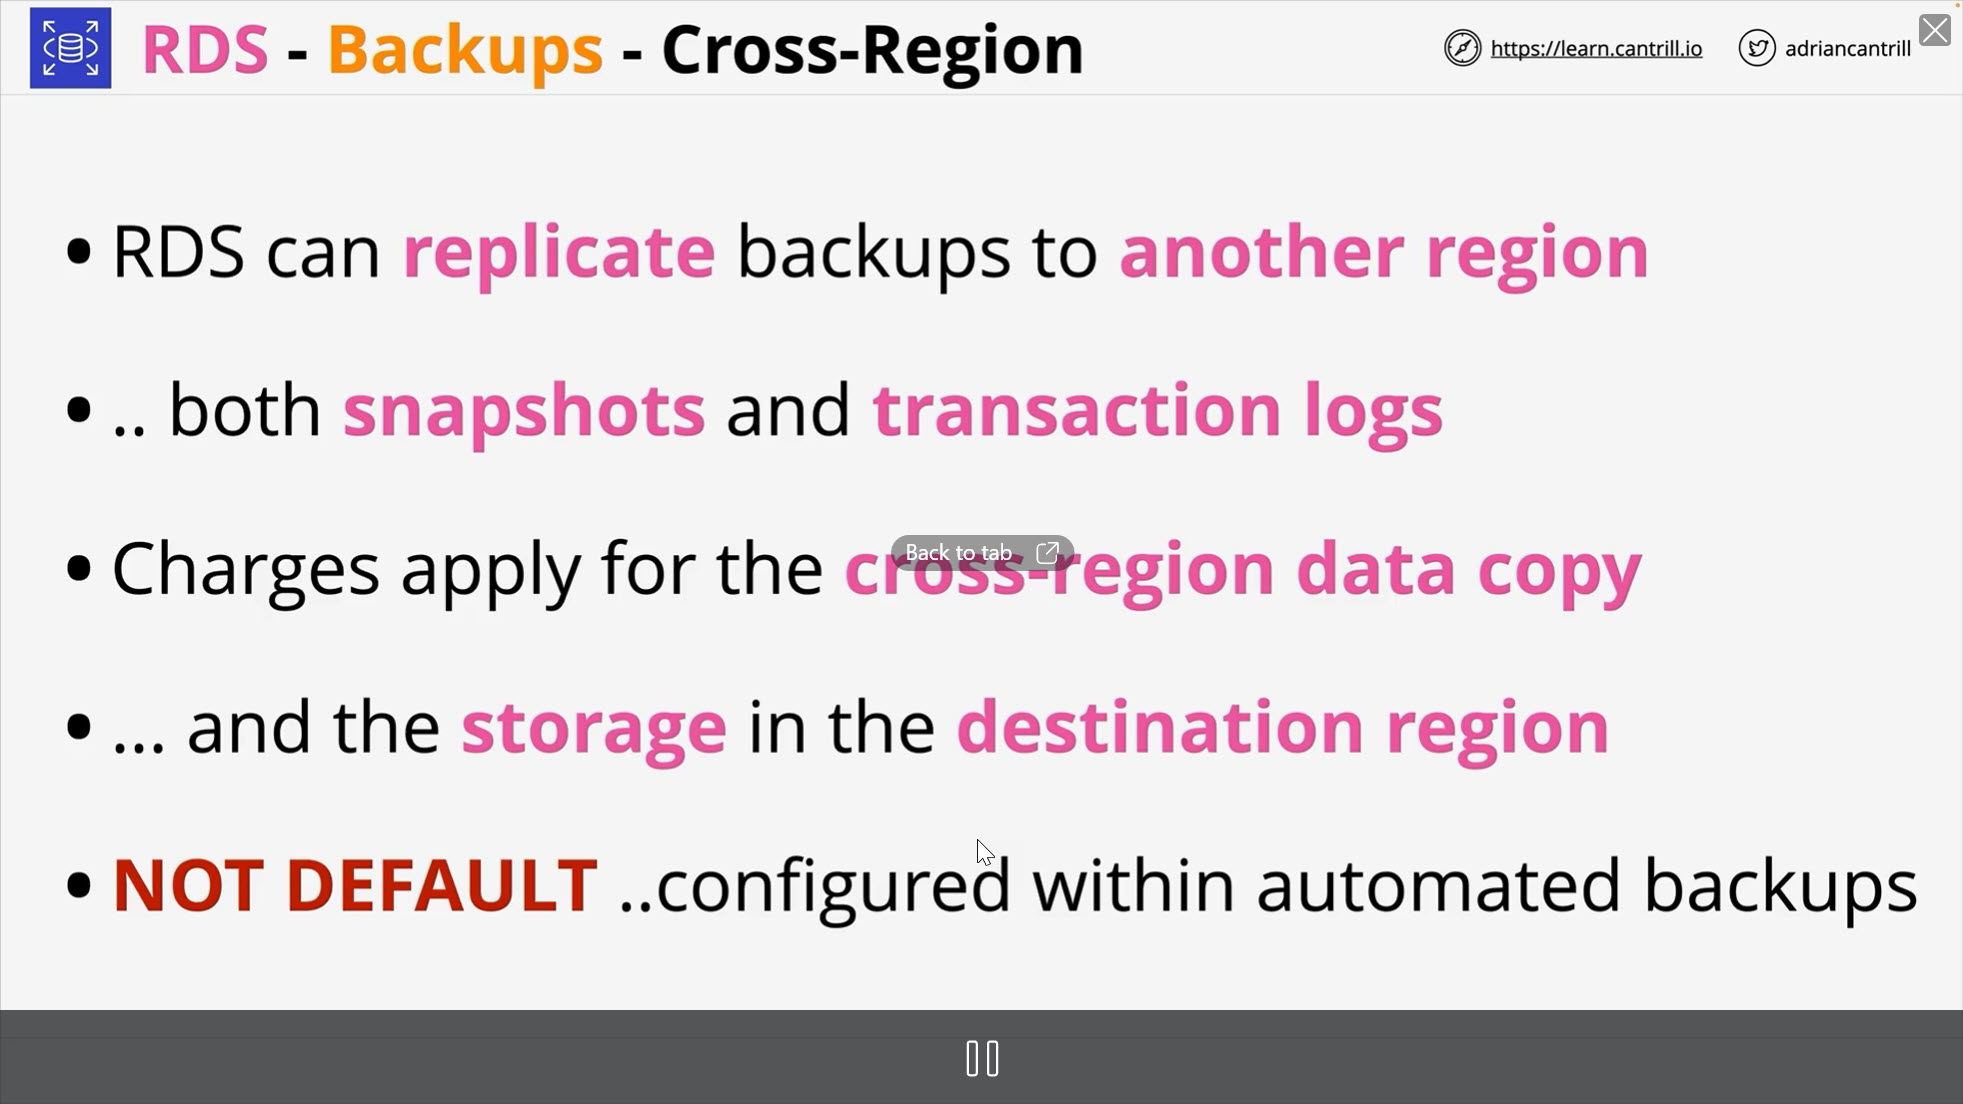 RDS - Backups - Cross-Region
https://learn.cantrill.io
adriancantrill
• RDS can replicate backups to another region
• .. both snapshots and transaction logs
• Charges apply for the cross-region data copy
Back to tab
• ... and the storage in the destination region
• NOT DEFAULT ..configured within automated backups